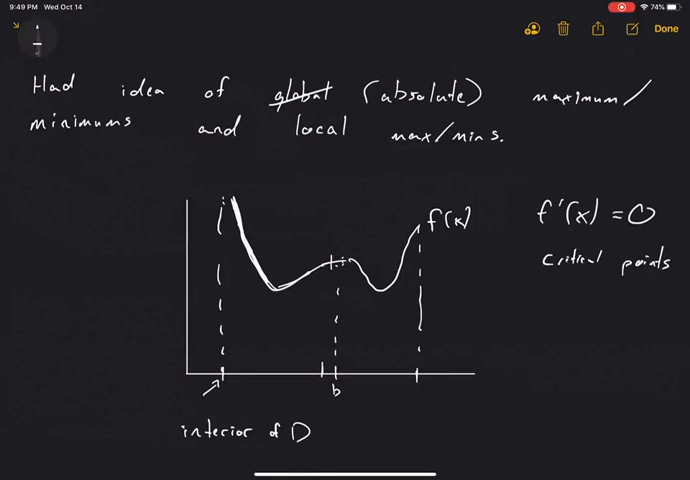 9:49 PM Wed Oct 14
74%
Done
Had idea of global (absolute) maximum/
minimums and local max/mins.
f(x)
f'(x) = 0
critical points
b
interior of D